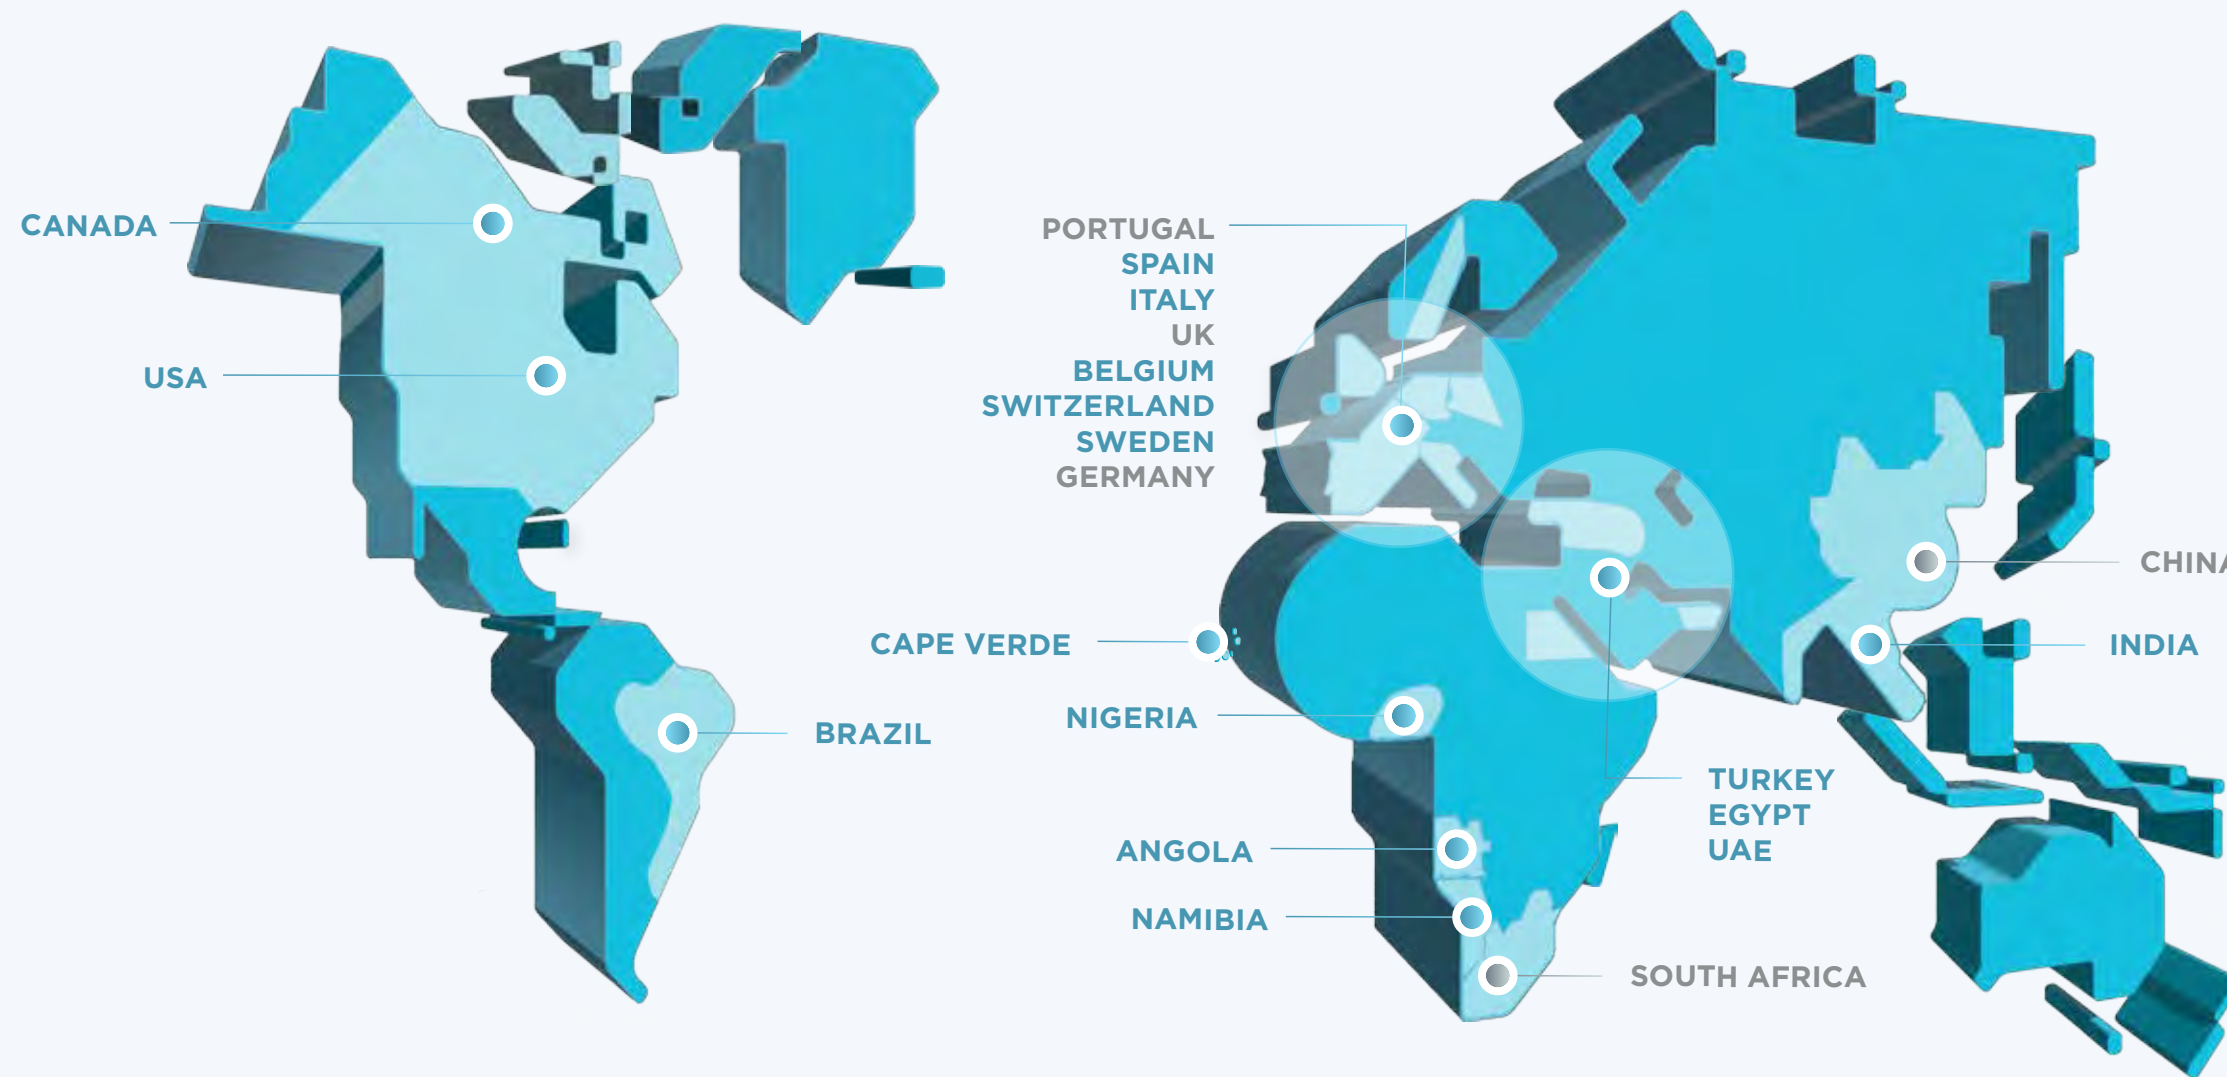 CANADA
USA
BRAZIL
PORTUGAL
SPAIN
ITALY
UK
BELGIUM
SWITZERLAND
SWEDEN
GERMANY
CAPE VERDE
NIGERIA
ANGOLA
NAMIBIA
SOUTH AFRICA
TURKEY
EGYPT
UAE
CHINA
INDIA